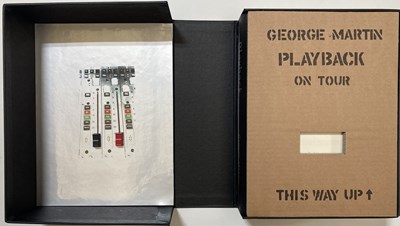 GEORGE MARTIN
PLAYBACK
ON TOUR
THIS WAY UP↑